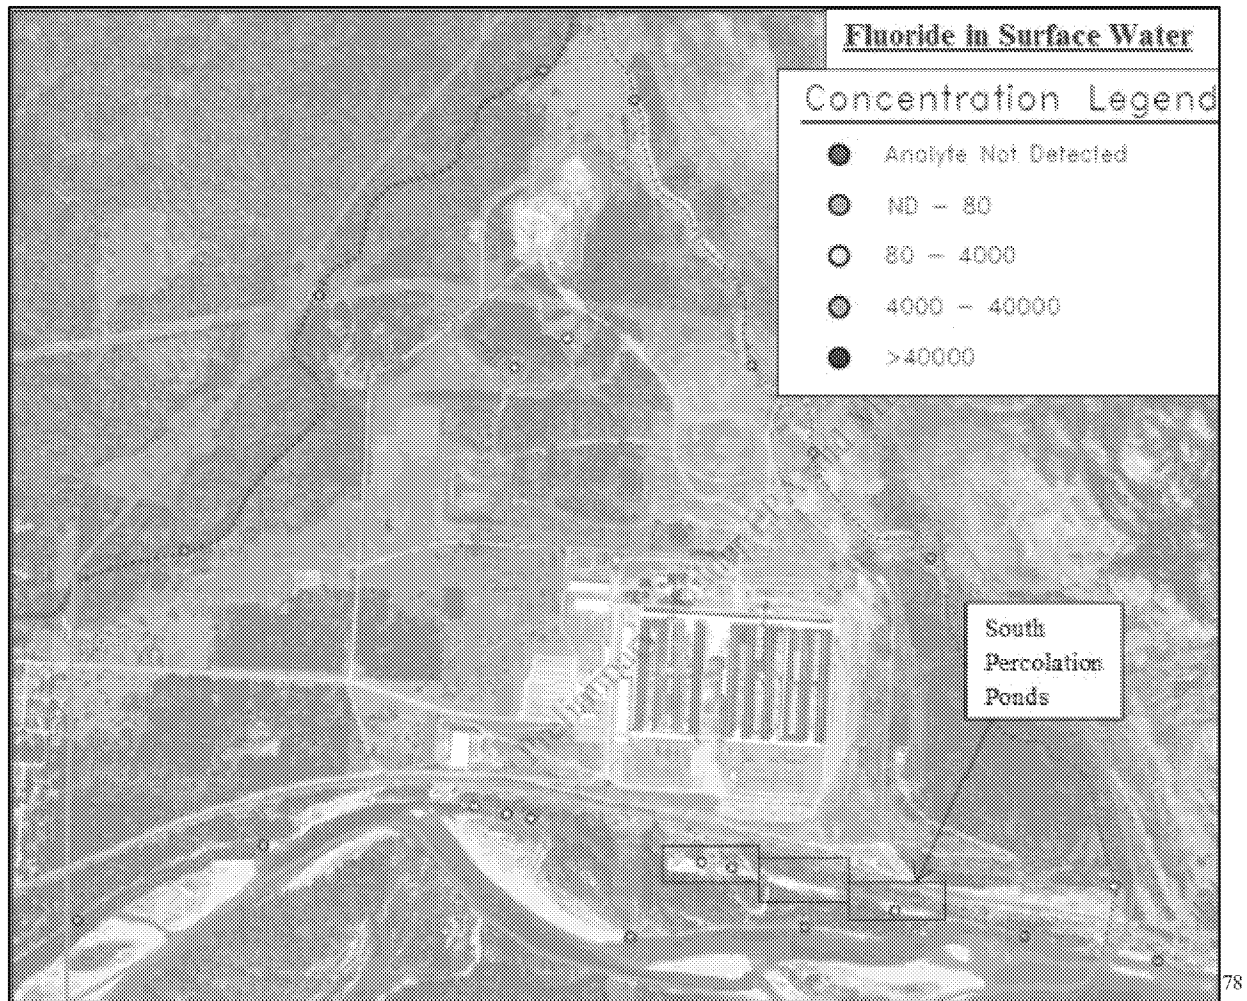 Fluoride in Surface Water
Concentration Legend
Analyte Not Detected
ND – 80
80 – 4000
4000 – 40000
>40000
South
Percolation
Ponds
78